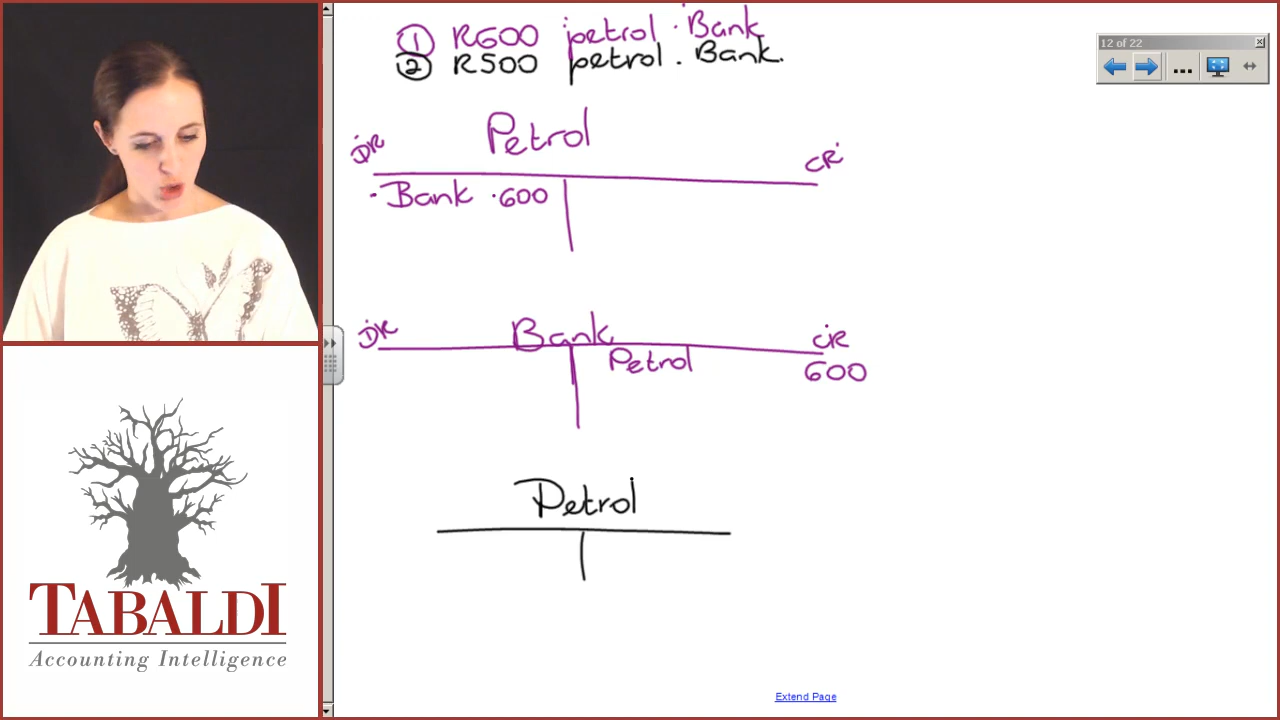 ① R600 petrol · Bank
② R500 petrol . Bank.
12 of 22
...
Petrol
DR
CR
· Bank · 600
DR
Bank
CR
Petrol
600
Petrol
TABALDI
Accounting Intelligence
Extend Page